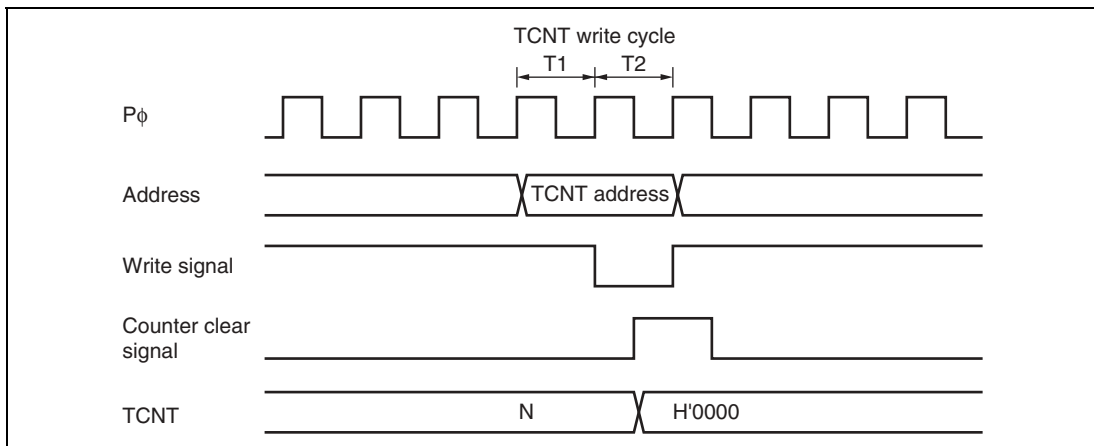 TCNT write cycle
T1 T2
Pϕ
Address
TCNT address
Write signal
Counter clear
signal
TCNT
N
H'0000